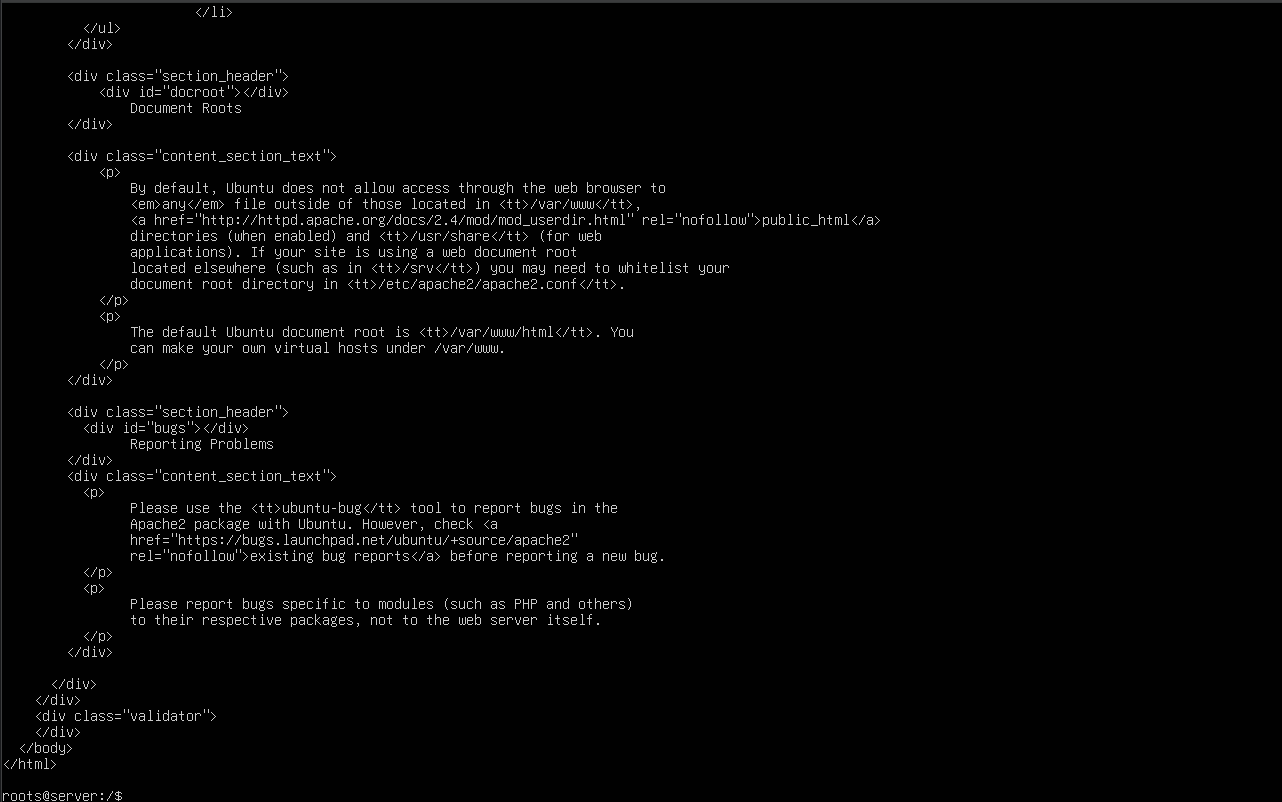 </li>
</ul>
</div>
<div class="section_header">
<div id="docroot"></div>
Document Roots
</div>
<div class="content_section_text">
<p>
By default, Ubuntu does not allow access through the web browser to
<em>any</em> file outside of those located in <tt>/var/www</tt>,
<a href="http://httpd.apache.org/docs/2.4/mod/mod_userdir.html" rel="nofollow">public_html</a>
directories (when enabled) and <tt>/usr/share</tt> (for web
applications). If your site is using a web document root
located elsewhere (such as in <tt>/srv</tt>) you may need to whitelist your
document root directory in <tt>/etc/apache2/apache2.conf</tt>.
</p>
<p>
The default Ubuntu document root is <tt>/var/www/html</tt>. You
can make your own virtual hosts under /var/www.
</p>
</div>
<div class="section_header">
<div id="bugs"></div>
Reporting Problems
</div>
<div class="content_section_text">
<p>
Please use the <tt>ubuntu-bug</tt> tool to report bugs in the
Apache2 package with Ubuntu. However, check <a
href="https://bugs.launchpad.net/ubuntu/+source/apache2"
rel="nofollow">existing bug reports</a> before reporting a new bug.
</p>
<p>
Please report bugs specific to modules (such as PHP and others)
to their respective packages, not to the web server itself.
</p>
</div>
</div>
</div>
<div class="validator">
</div>
</body>
</html>
roots@server:/$